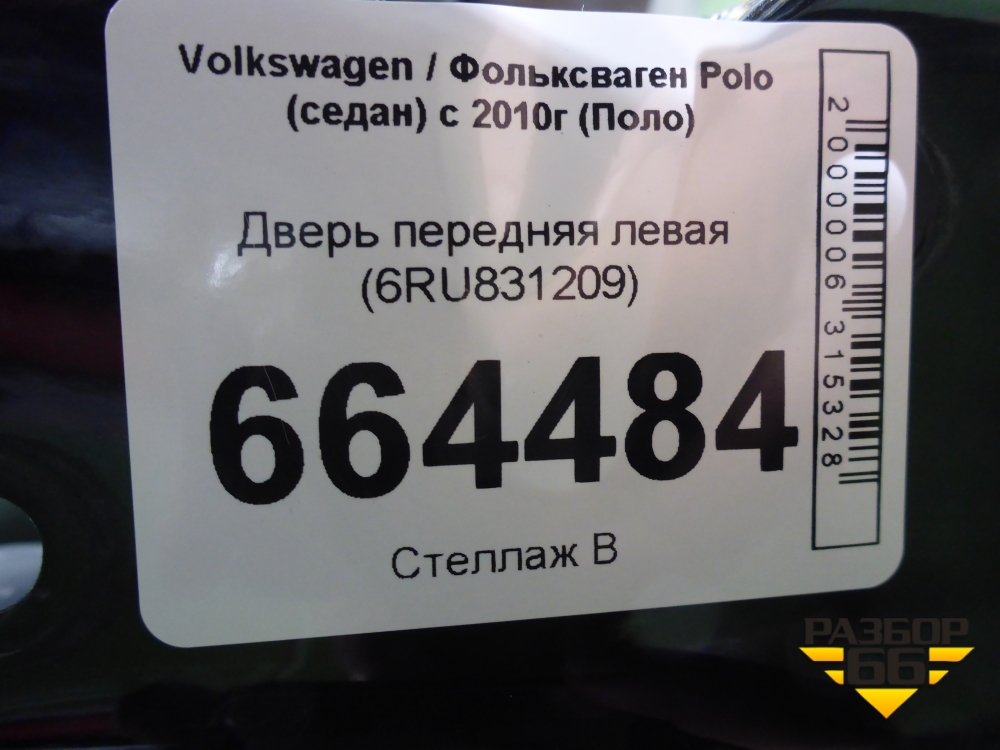 Volkswagen / Фольксваген Polo
(седан) с 2010г (Поло)
Дверь передняя левая
(6RU831209)
664484
Стеллаж В
2000006315328
РАЗБОР
66